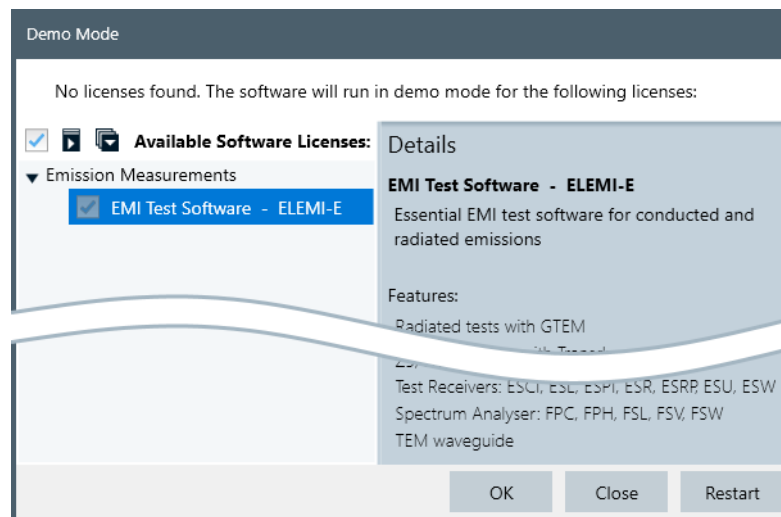 Demo Mode
No licenses found. The software will run in demo mode for the following licenses:
Available Software Licenses:
Emission Measurements
EMI Test Software - ELEMI-E
Details
EMI Test Software - ELEMI-E
Essential EMI test software for conducted and
radiated emissions
Features:
Radiated tests with GTEM
Test Receivers: ESCI, ESL, ESPI, ESR, ESRP, ESU, ESW
Spectrum Analyser: FPC, FPH, FSL, FSV, FSW
TEM waveguide
OK
Close
Restart